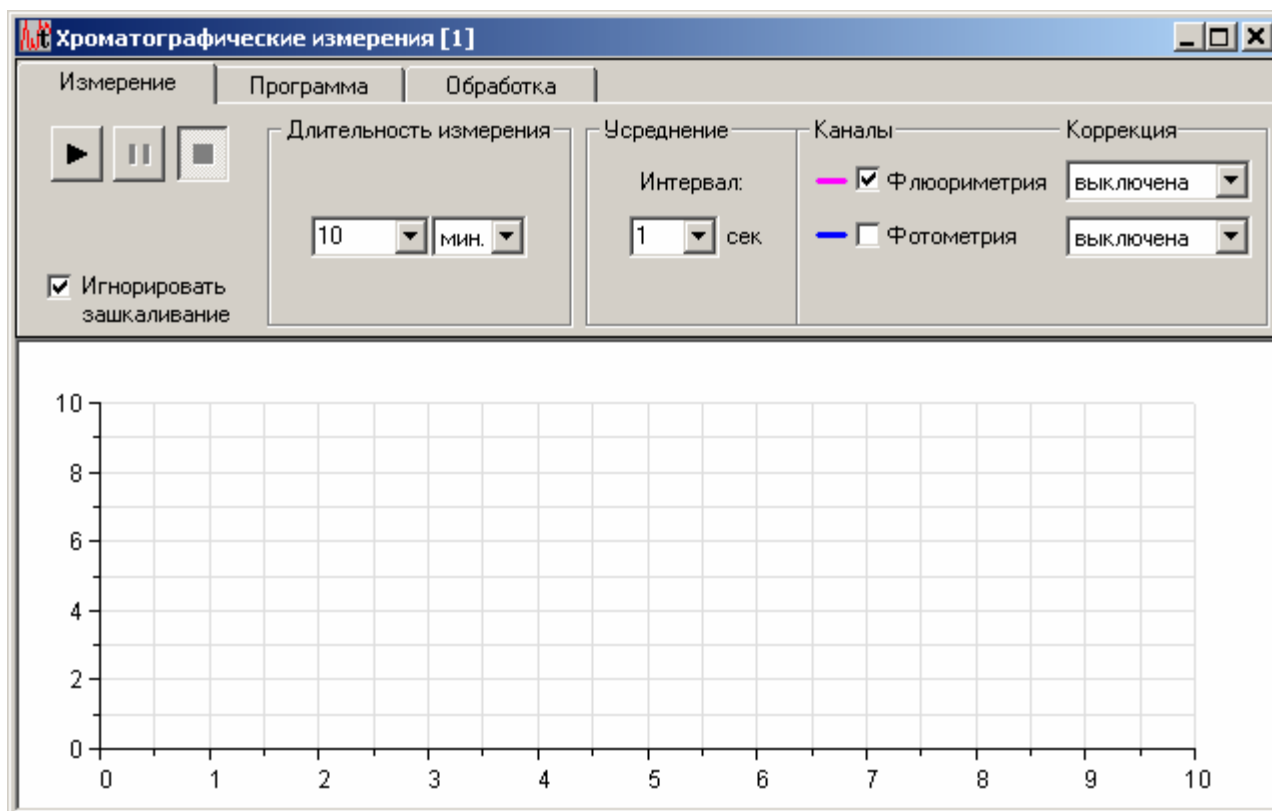 Хроматографические измерения [1]
Измерение Программа Обработка
Длительность измерения Усреднение Каналы Коррекция
Интервал: Флюориметрия выключена
10 мин. 1 сек Фотометрия выключена
Игнорировать
зашкаливание
10
8
6
4
2
0
0 1 2 3 4 5 6 7 8 9 10